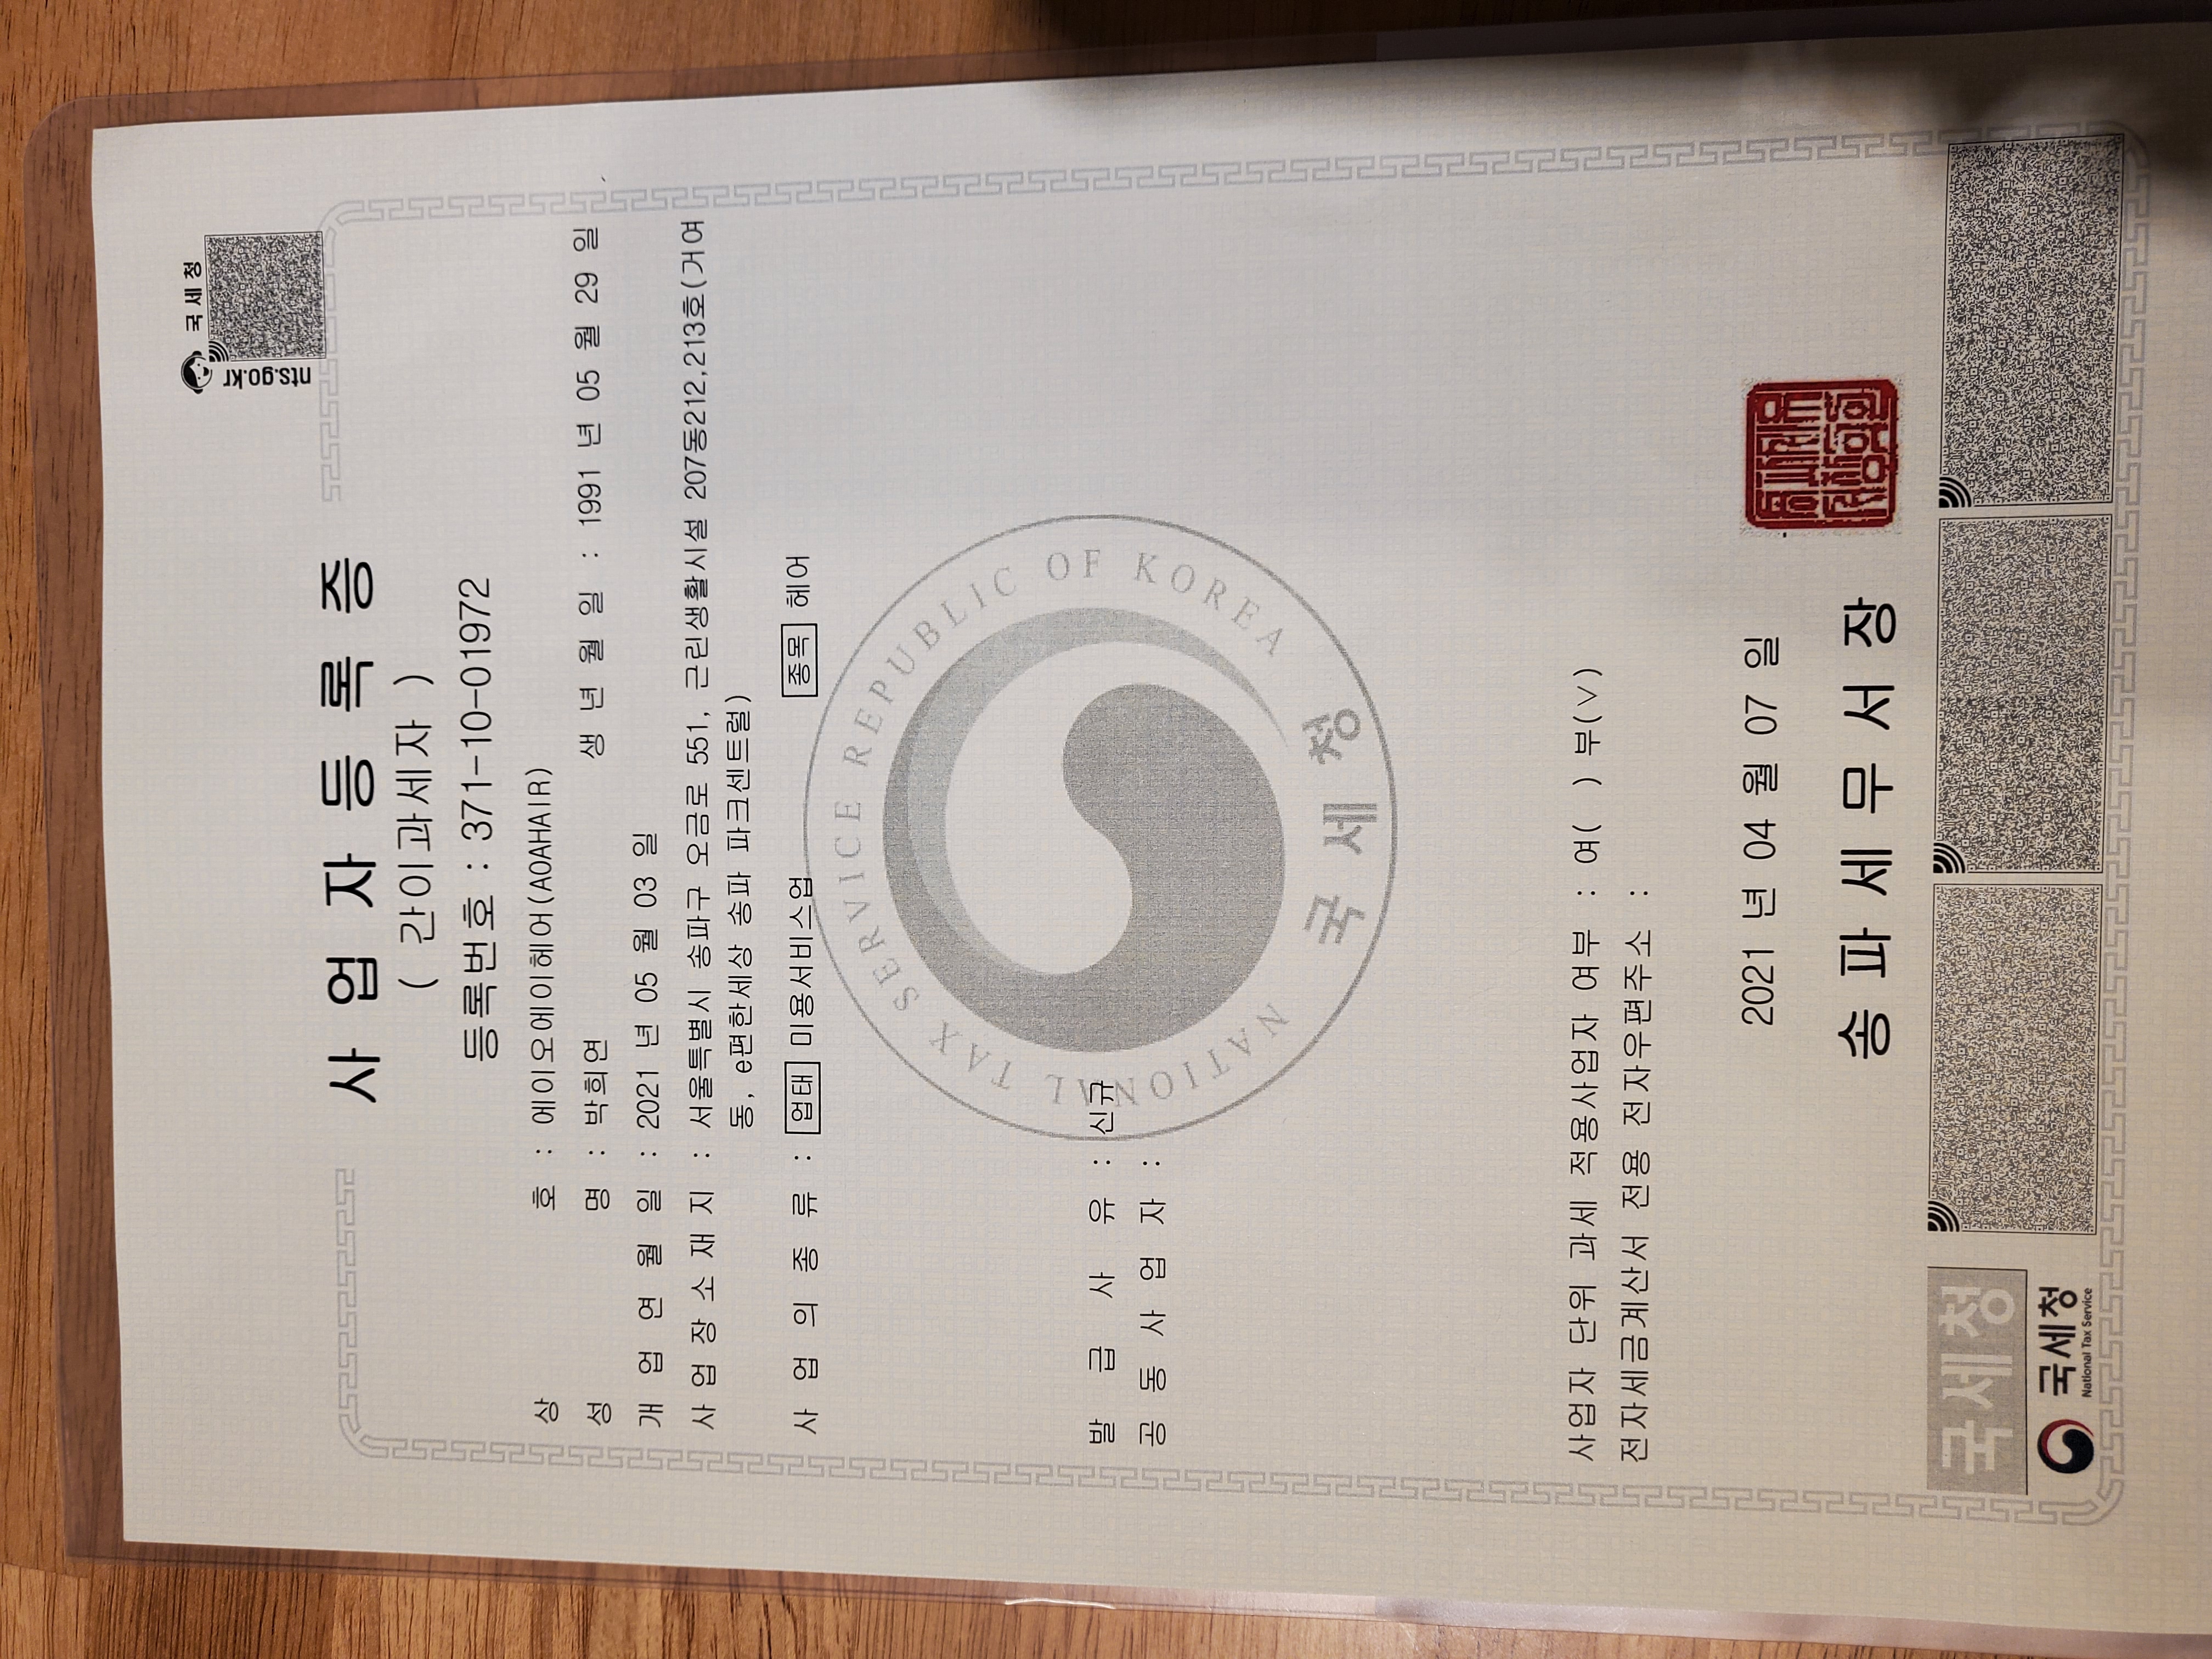 국세청
nts.go.kr
사 업 자 등 록 증
( 간이과세자 )
등록번호 : 371-10-01972
상 호 : 에이오에이헤어(AOAHAIR)
성 명 : 박희연 생 년 월 일 : 1991 년 05 월 29 일
개 업 연 월 일 : 2021 년 05 월 03 일
사 업 장 소 재 지 : 서울특별시 송파구 오금로 551, 근린생활시설 207동212,213호(거여
동, e편한세상 송파 파크센트럴)
사 업 의 종 류 : 업태 미용서비스업 종목 헤어
NATIONAL TAX SERVICE REPUBLIC OF KOREA
국세청
발 급 사 유 : 신규
공 동 사 업 자 :
사업자 단위 과세 적용사업자 여부 : 여( ) 부(∨)
전자세금계산서 전용 전자우편주소 :
2021 년 04 월 07 일
송 파 세 무 서 장
국세청
국세청
National Tax Service